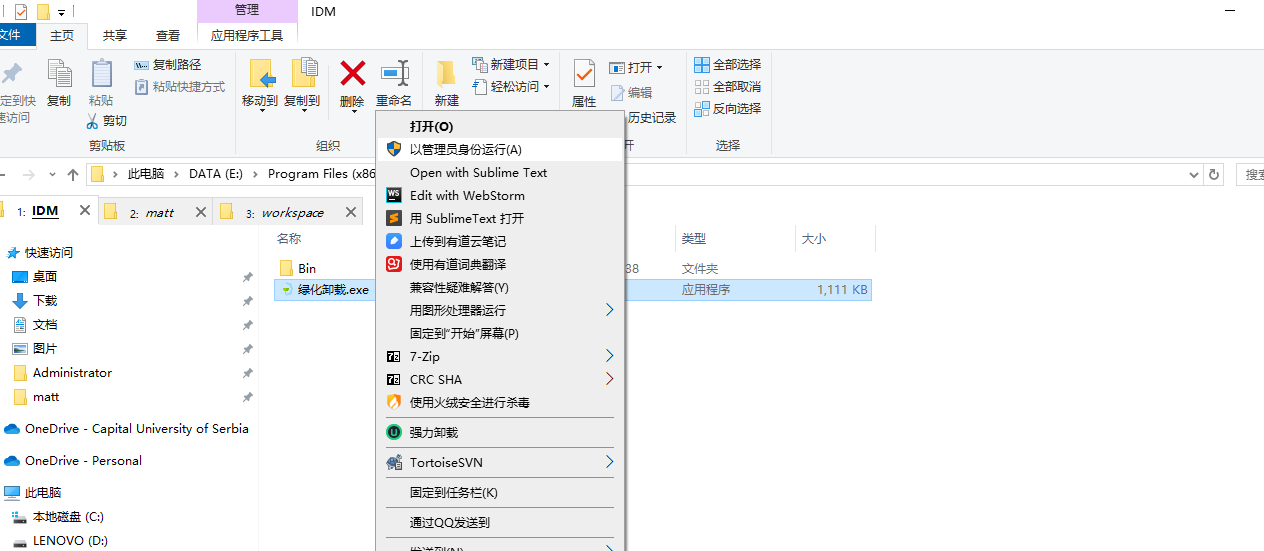 管理
IDM
文件
主页
共享
查看
应用程序工具
复制
粘贴
复制路径
粘贴快捷方式
剪切
剪贴板
移动到
复制到
删除
重命名
组织
新建
新建项目
轻松访问
属性
打开
编辑
历史记录
全部选择
全部取消
反向选择
选择
此电脑
DATA (E:)
Program Files (x86
搜索
1: IDM
2: matt
3: workspace
快速访问
桌面
下载
文档
图片
Administrator
matt
OneDrive - Capital University of Serbia
OneDrive - Personal
此电脑
本地磁盘 (C:)
LENOVO (D:)
名称
类型
大小
Bin
38
文件夹
绿化卸载.exe
应用程序
1,111 KB
打开(O)
以管理员身份运行(A)
Open with Sublime Text
Edit with WebStorm
用 SublimeText 打开
上传到有道云笔记
使用有道词典翻译
兼容性疑难解答(Y)
用图形处理器运行
固定到"开始"屏幕(P)
7-Zip
CRC SHA
使用火绒安全进行杀毒
强力卸载
TortoiseSVN
固定到任务栏(K)
通过QQ发送到
发送到(N)